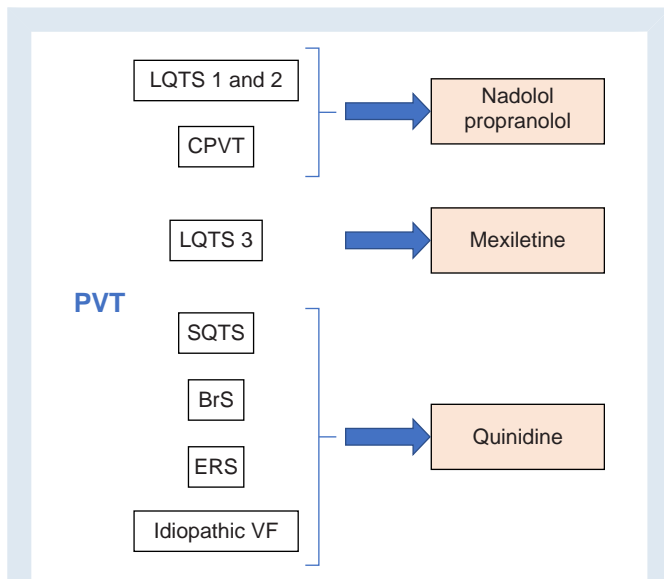 LQTS 1 and 2
CPVT
Nadolol
propranolol
LQTS 3
Mexiletine
PVT
SQTS
BrS
ERS
Idiopathic VF
Quinidine